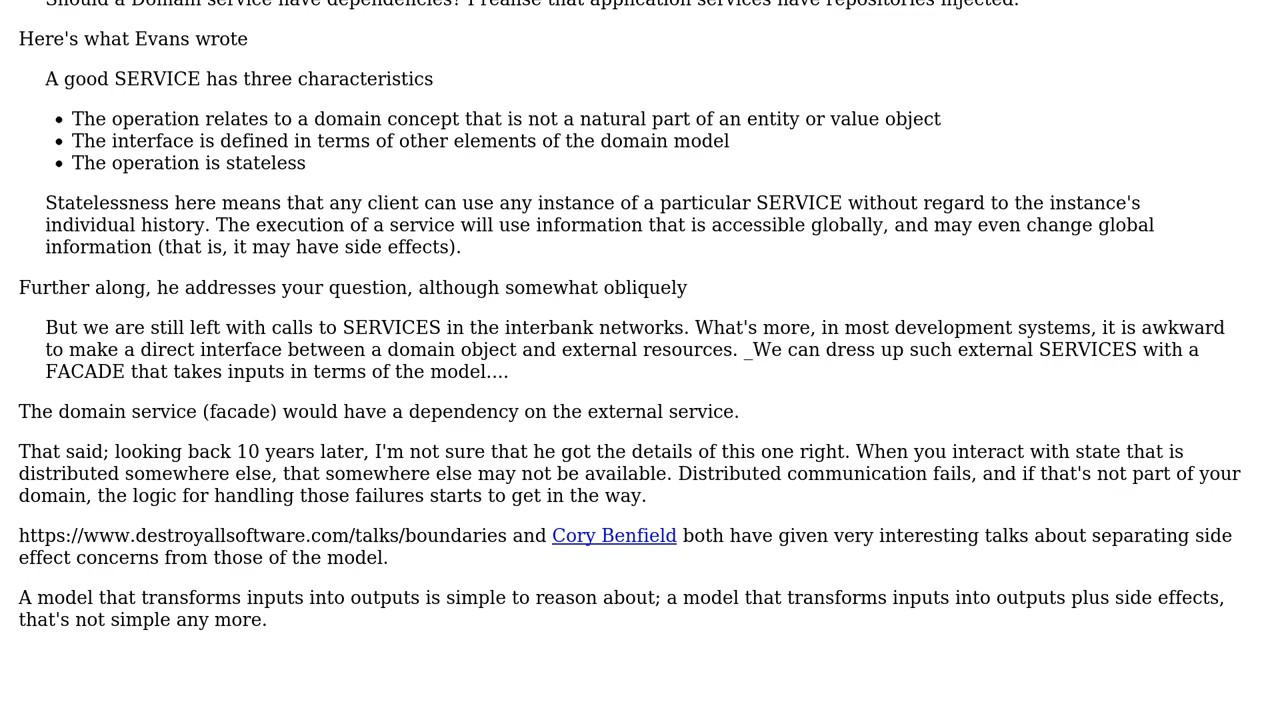 Should a Domain service have dependencies? I realise that application services have repositories injected.
Here's what Evans wrote
A good SERVICE has three characteristics
• The operation relates to a domain concept that is not a natural part of an entity or value object
• The interface is defined in terms of other elements of the domain model
• The operation is stateless
Statelessness here means that any client can use any instance of a particular SERVICE without regard to the instance's
individual history. The execution of a service will use information that is accessible globally, and may even change global
information (that is, it may have side effects).
Further along, he addresses your question, although somewhat obliquely
But we are still left with calls to SERVICES in the interbank networks. What's more, in most development systems, it is awkward
to make a direct interface between a domain object and external resources. _We can dress up such external SERVICES with a
FACADE that takes inputs in terms of the model....
The domain service (facade) would have a dependency on the external service.
That said; looking back 10 years later, I'm not sure that he got the details of this one right. When you interact with state that is
distributed somewhere else, that somewhere else may not be available. Distributed communication fails, and if that's not part of your
domain, the logic for handling those failures starts to get in the way.
https://www.destroyallsoftware.com/talks/boundaries and Cory Benfield both have given very interesting talks about separating side
effect concerns from those of the model.
A model that transforms inputs into outputs is simple to reason about; a model that transforms inputs into outputs plus side effects,
that's not simple any more.